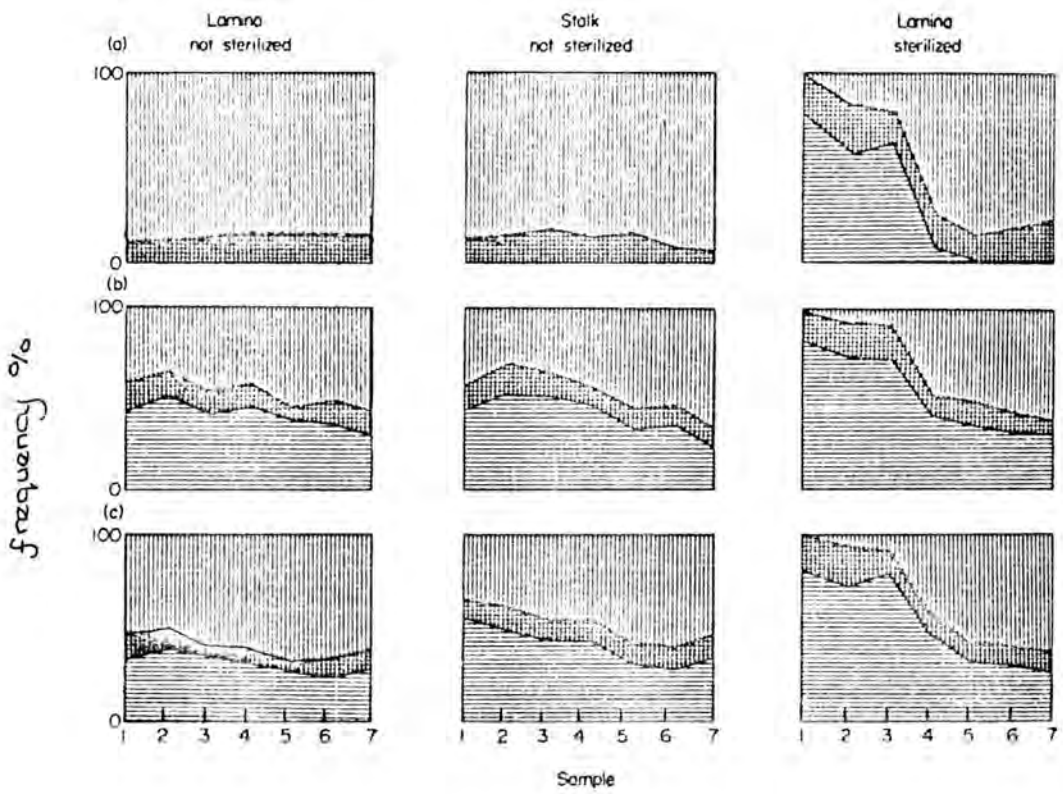 Lamina
not sterilized
Stalk
not sterilized
Lamina
sterilized
(a)
100
0
(b)
100
0
(c)
100
0
frequency %
1 2 3 4 5 6 7
1 2 3 4 5 6 7
1 2 3 4 5 6 7
Sample